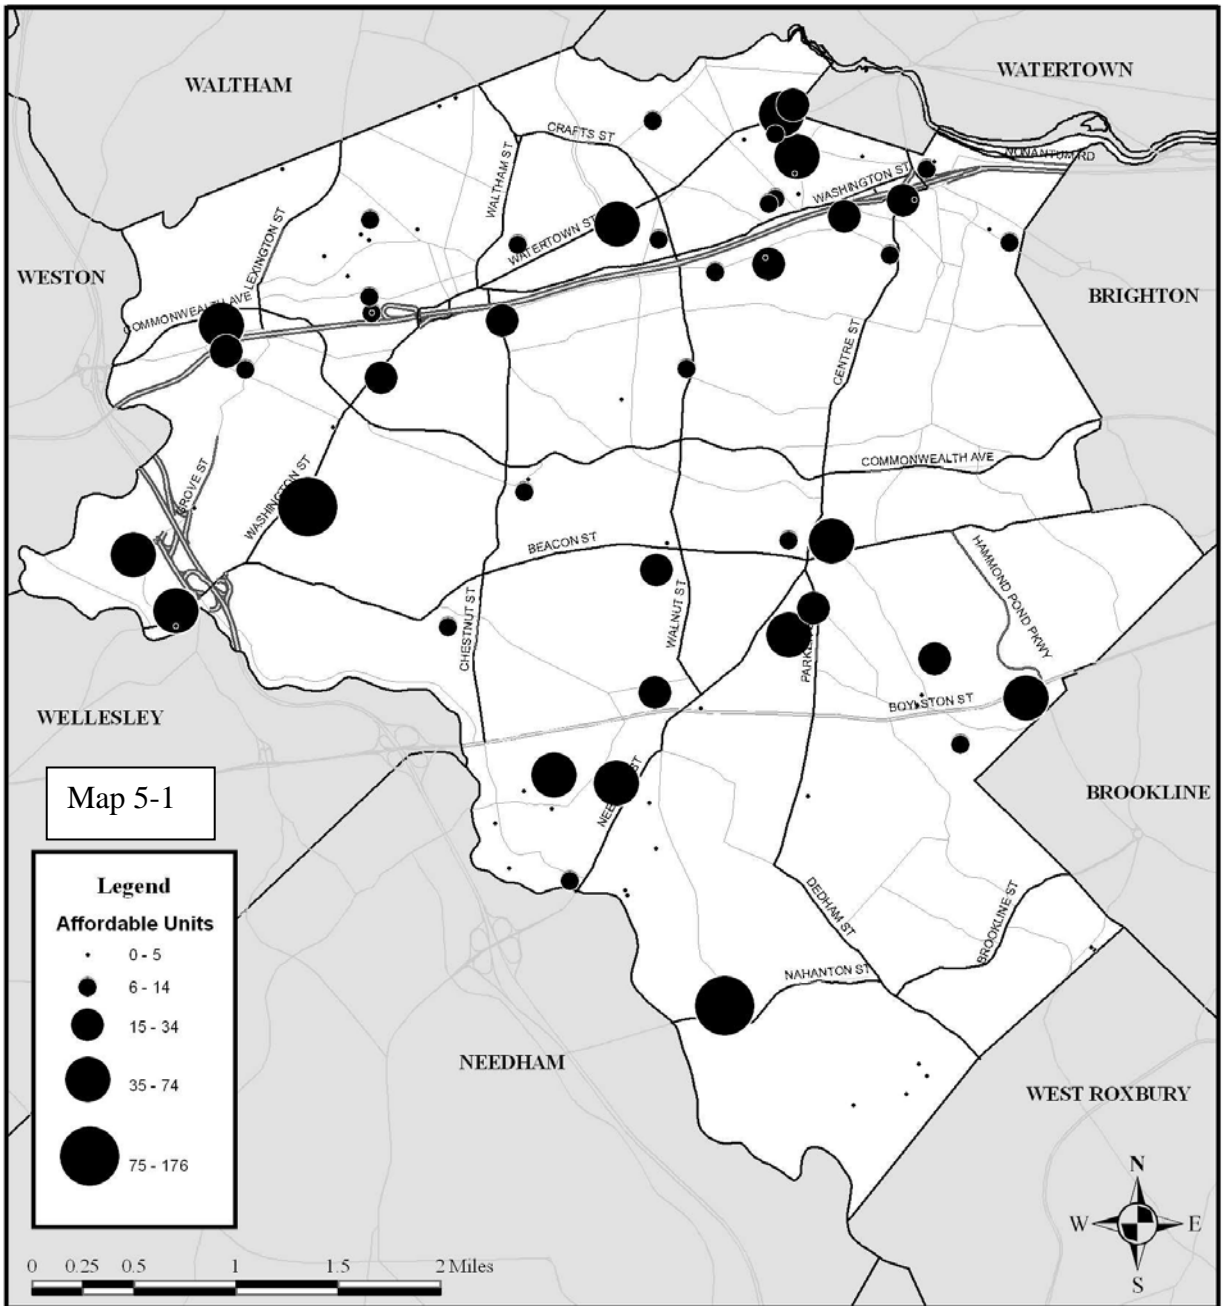 WALTHAM
WATERTOWN
CRAFTS ST
NONANTUM RD
WALTHAM ST
WASHINGTON ST
LEXINGTON ST
WATERTOWN ST
WESTON
BRIGHTON
COMMONWEALTH AVE
CENTRE ST
COMMONWEALTH AVE
GROVE ST
WASHINGTON ST
BEACON ST
HAMMOND POND PKWY
CHESTNUT ST
WALNUT ST
BOYLSTON ST
WELLESLEY
Map 5-1
BROOKLINE
Legend
Affordable Units
0 - 5
6 - 14
15 - 34
35 - 74
75 - 176
DEDHAM ST
BROOKLINE ST
NAHANTON ST
NEEDHAM
WEST ROXBURY
N
W E
S
0 0.25 0.5 1 1.5 2 Miles